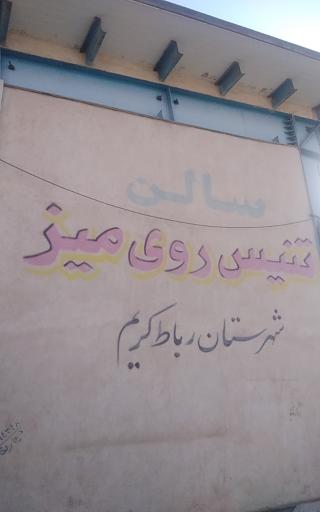 سالن
تنیس روی میز
شهرستان رباط کریم